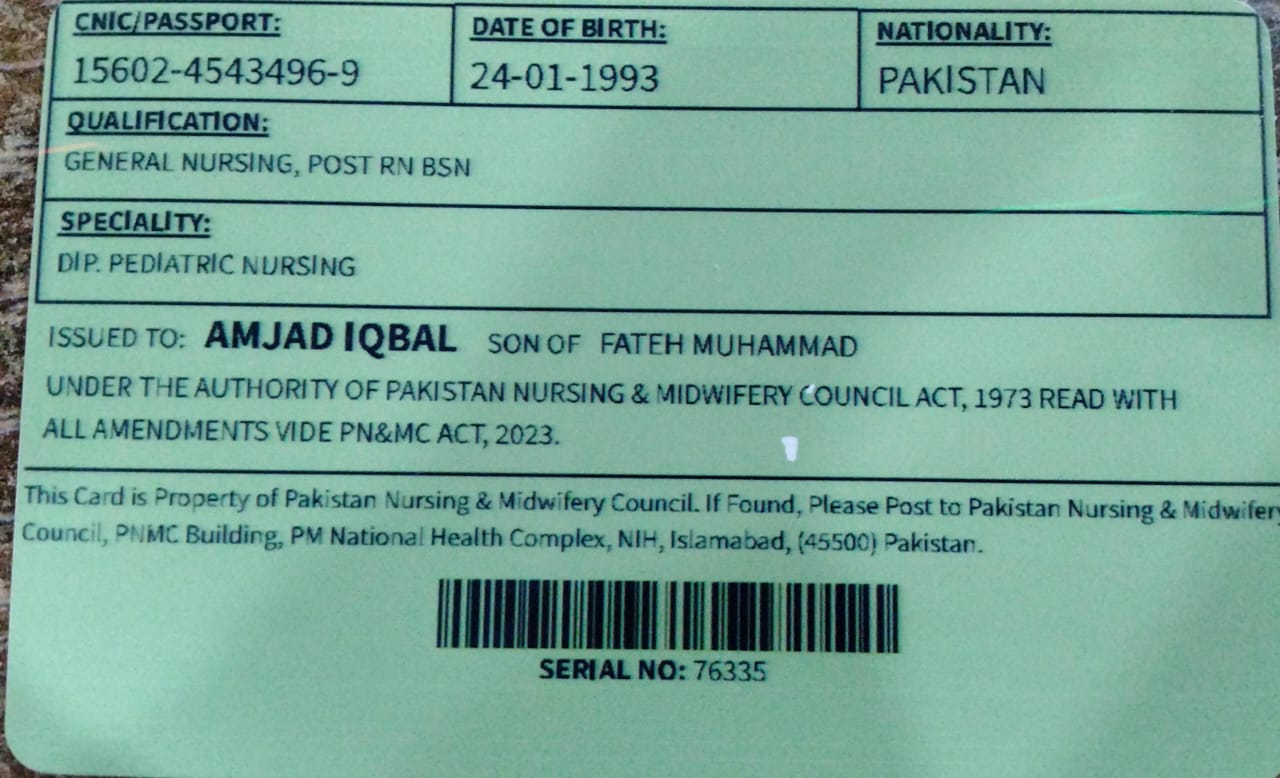 CNIC/PASSPORT: DATE OF BIRTH: NATIONALITY:
15602-4543496-9 24-01-1993 PAKISTAN
QUALIFICATION:
GENERAL NURSING, POST RN BSN
SPECIALITY:
DIP. PEDIATRIC NURSING
ISSUED TO: AMJAD IQBAL SON OF FATEH MUHAMMAD
UNDER THE AUTHORITY OF PAKISTAN NURSING & MIDWIFERY COUNCIL ACT, 1973 READ WITH
ALL AMENDMENTS VIDE PN&MC ACT, 2023.
This Card is Property of Pakistan Nursing & Midwifery Council. If Found, Please Post to Pakistan Nursing & Midwifery
Council, PNMC Building, PM National Health Complex, NIH, Islamabad, (45500) Pakistan.
SERIAL NO: 76335